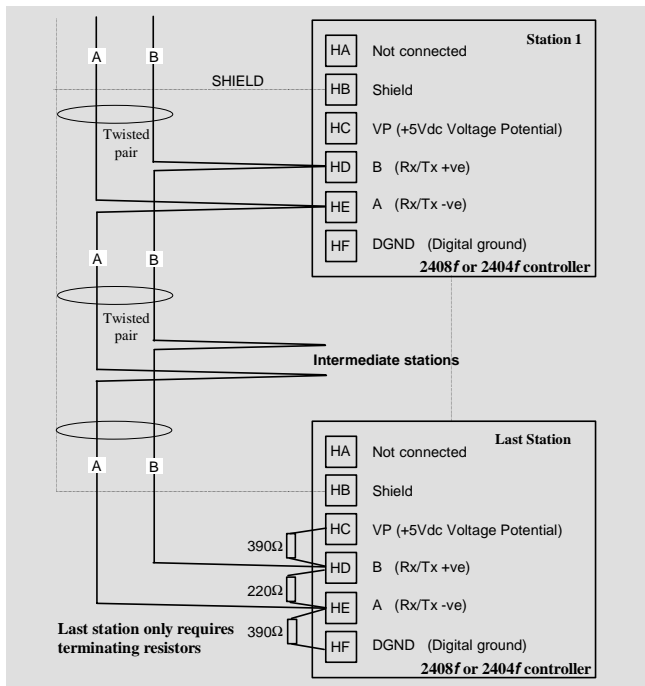 Station 1
A B
HA Not connected
SHIELD
HB Shield
Twisted
pair
HC VP (+5Vdc Voltage Potential)
HD B (Rx/Tx +ve)
HE A (Rx/Tx -ve)
HF DGND (Digital ground)
2408f or 2404f controller
A B
Twisted
pair
Intermediate stations
Last Station
A B
HA Not connected
HB Shield
HC VP (+5Vdc Voltage Potential)
390Ω
HD B (Rx/Tx +ve)
220Ω
HE A (Rx/Tx -ve)
390Ω
HF DGND (Digital ground)
Last station only requires
terminating resistors
2408f or 2404f controller